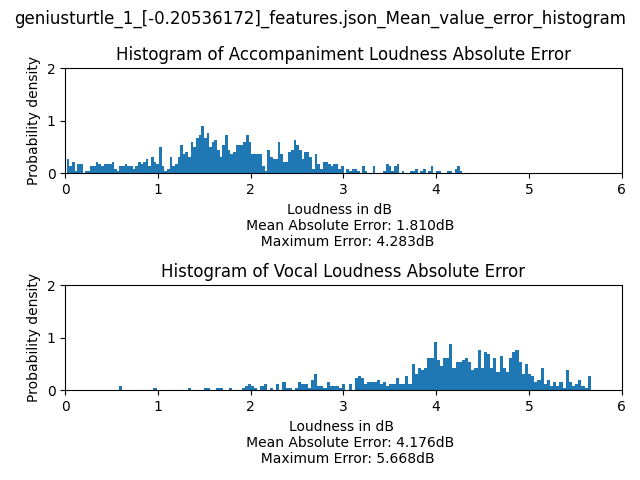 geniusturtle_1_[-0.20536172]_features.json_Mean_value_error_histogram
Histogram of Accompaniment Loudness Absolute Error
Probability density
2
1
0
0 1 2 3 4 5 6
Loudness in dB
Mean Absolute Error: 1.810dB
Maximum Error: 4.283dB
Histogram of Vocal Loudness Absolute Error
Probability density
2
1
0
0 1 2 3 4 5 6
Loudness in dB
Mean Absolute Error: 4.176dB
Maximum Error: 5.668dB